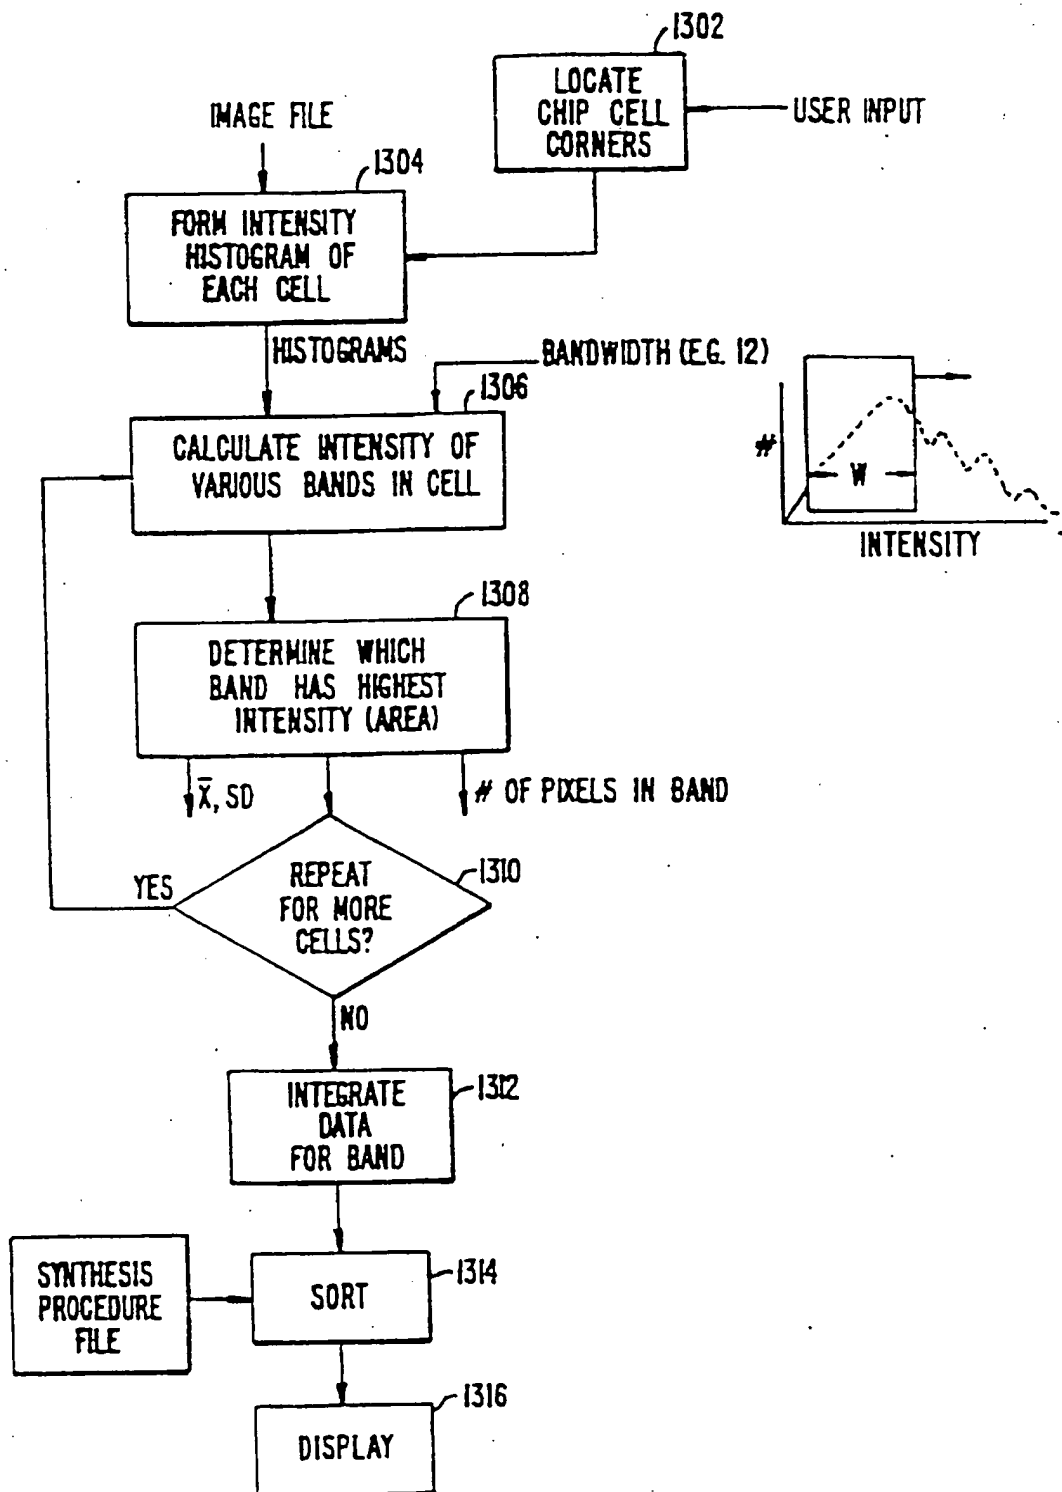 1302
LOCATE
CHIP CELL
CORNERS
USER INPUT
IMAGE FILE
1304
FORM INTENSITY
HISTOGRAM OF
EACH CELL
HISTOGRAMS
BANDWIDTH (E.G. 12)
1306
CALCULATE INTENSITY OF
VARIOUS BANDS IN CELL
#
W
INTENSITY
1308
DETERMINE WHICH
BAND HAS HIGHEST
INTENSITY (AREA)
X̄, SD
# OF PIXELS IN BAND
1310
REPEAT
FOR MORE
CELLS?
YES
NO
1312
INTEGRATE
DATA
FOR BAND
SYNTHESIS
PROCEDURE
FILE
1314
SORT
1316
DISPLAY